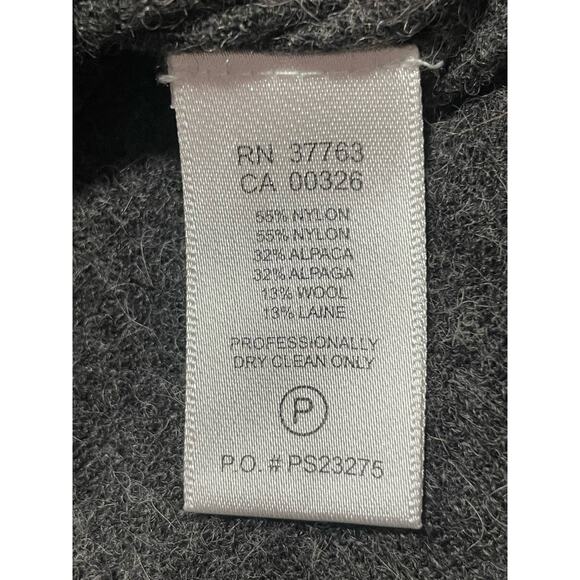 RN 37763
CA 00326
55% NYLON
55% NYLON
32% ALPACA
32% ALPAGA
13% WOOL
13% LAINE
PROFESSIONALLY
DRY CLEAN ONLY
P
P.O. # PS23275